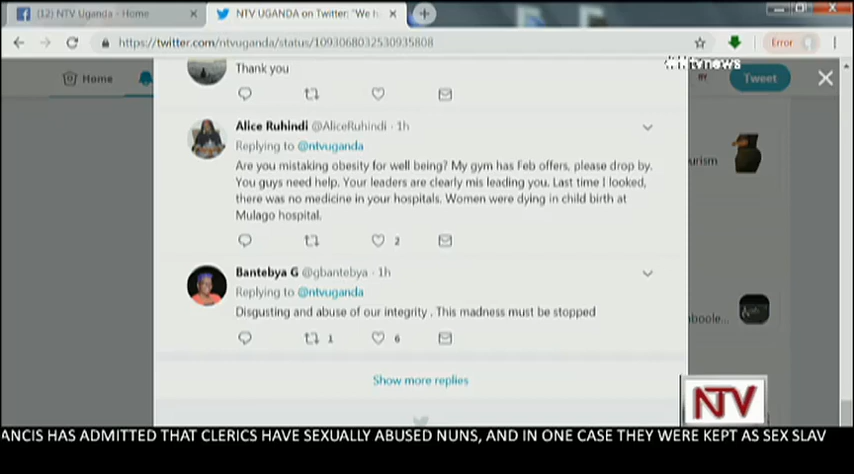 (12) NTV Uganda - Home
NTV UGANDA on Twitter: "We h
https://twitter.com/ntvuganda/status/1093068032530935808
Error
#Ntvnews
Home
Tweet
Thank you
Alice Ruhindi @AliceRuhindi · 1h
Replying to @ntvuganda
Are you mistaking obesity for well being? My gym has Feb offers, please drop by.
You guys need help. Your leaders are clearly mis leading you. Last time I looked,
there was no medicine in your hospitals. Women were dying in child birth at
Mulago hospital.
2
urism
Bantebya G @gbantebya · 1h
Replying to @ntvuganda
Disgusting and abuse of our integrity . This madness must be stopped
1 6
boole...
Show more replies
NTV
ANCIS HAS ADMITTED THAT CLERICS HAVE SEXUALLY ABUSED NUNS, AND IN ONE CASE THEY WERE KEPT AS SEX SLAV